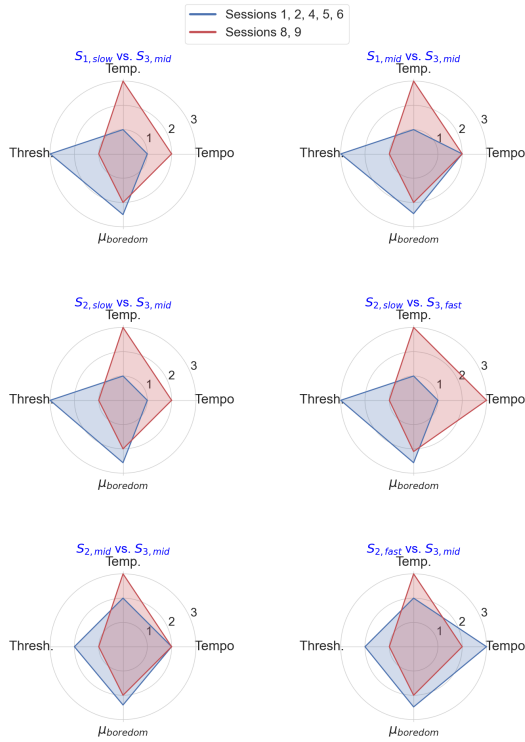 Sessions 1, 2, 4, 5, 6
Sessions 8, 9
S1,slow vs. S3,mid
Temp.
3
2
1
Thresh.
Tempo
μboredom
S1,mid vs. S3,mid
Temp.
3
2
1
Thresh.
Tempo
μboredom
S2,slow vs. S3,mid
Temp.
3
2
1
Thresh.
Tempo
μboredom
S2,slow vs. S3,fast
Temp.
3
2
1
Thresh.
Tempo
μboredom
S2,mid vs. S3,mid
Temp.
3
2
1
Thresh.
Tempo
μboredom
S2,fast vs. S3,mid
Temp.
3
2
1
Thresh.
Tempo
μboredom